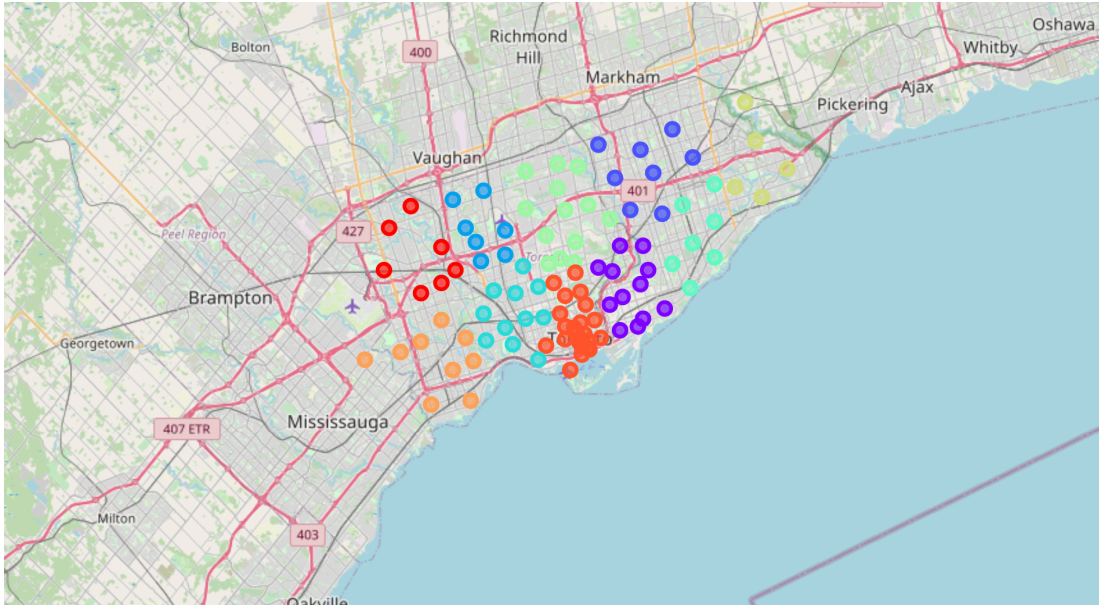 Oshawa
Richmond
Hill
Whitby
Bolton
400
Markham
Ajax
Pickering
Vaughan
401
427
Peel Region
Brampton
Georgetown
Mississauga
407 ETR
Milton
403
Oakville